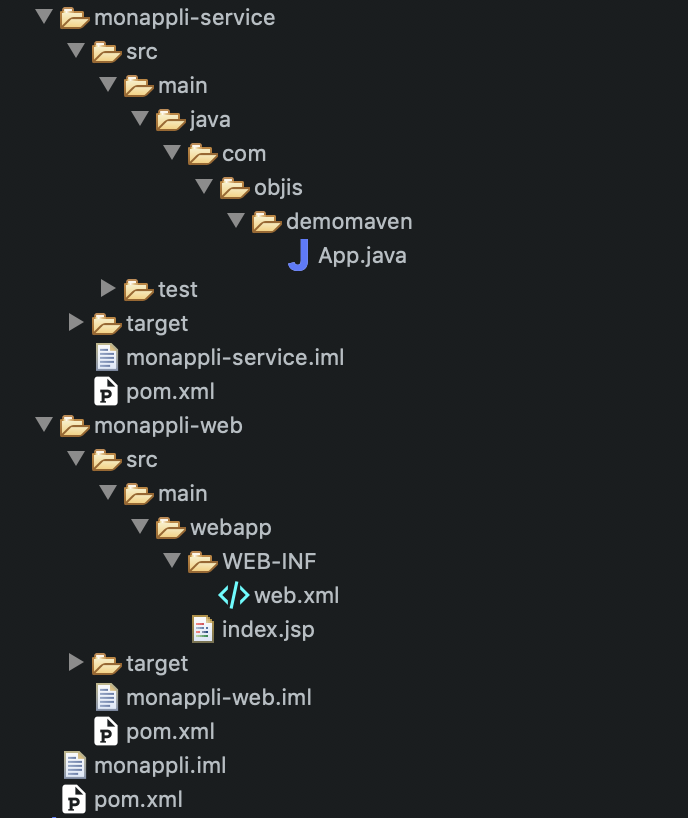 monappli-service
src
main
java
com
objis
demomaven
App.java
test
target
monappli-service.iml
pom.xml
monappli-web
src
main
webapp
WEB-INF
web.xml
index.jsp
target
monappli-web.iml
pom.xml
monappli.iml
pom.xml